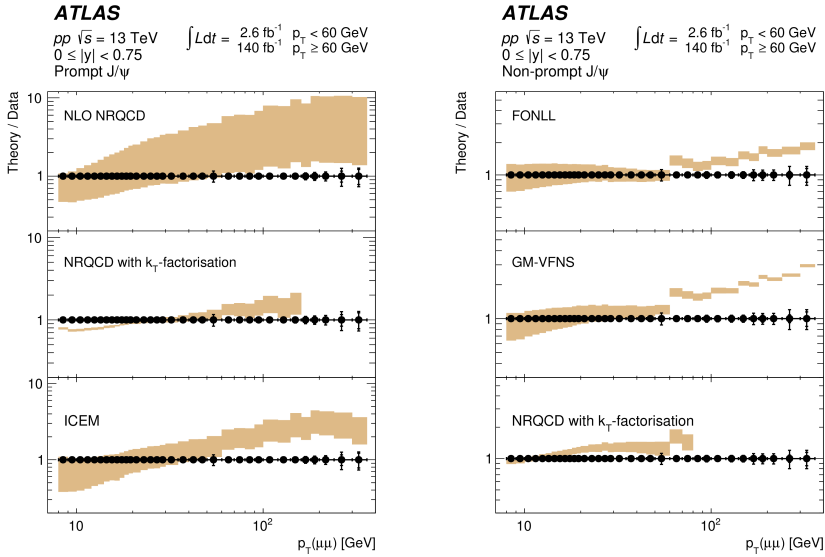 ATLAS
pp √s = 13 TeV
0 ≤ |y| < 0.75
Prompt J/ψ
∫Ldt = 2.6 fb⁻¹ p_T < 60 GeV
140 fb⁻¹ p_T ≥ 60 GeV
Theory / Data
10
NLO NRQCD
1
10
NRQCD with k_T-factorisation
1
10
ICEM
1
10
10²
p_T(μμ) [GeV]
ATLAS
pp √s = 13 TeV
0 ≤ |y| < 0.75
Non-prompt J/ψ
∫Ldt = 2.6 fb⁻¹ p_T < 60 GeV
140 fb⁻¹ p_T ≥ 60 GeV
Theory / Data
FONLL
1
GM-VFNS
1
NRQCD with k_T-factorisation
1
10
10²
p_T(μμ) [GeV]